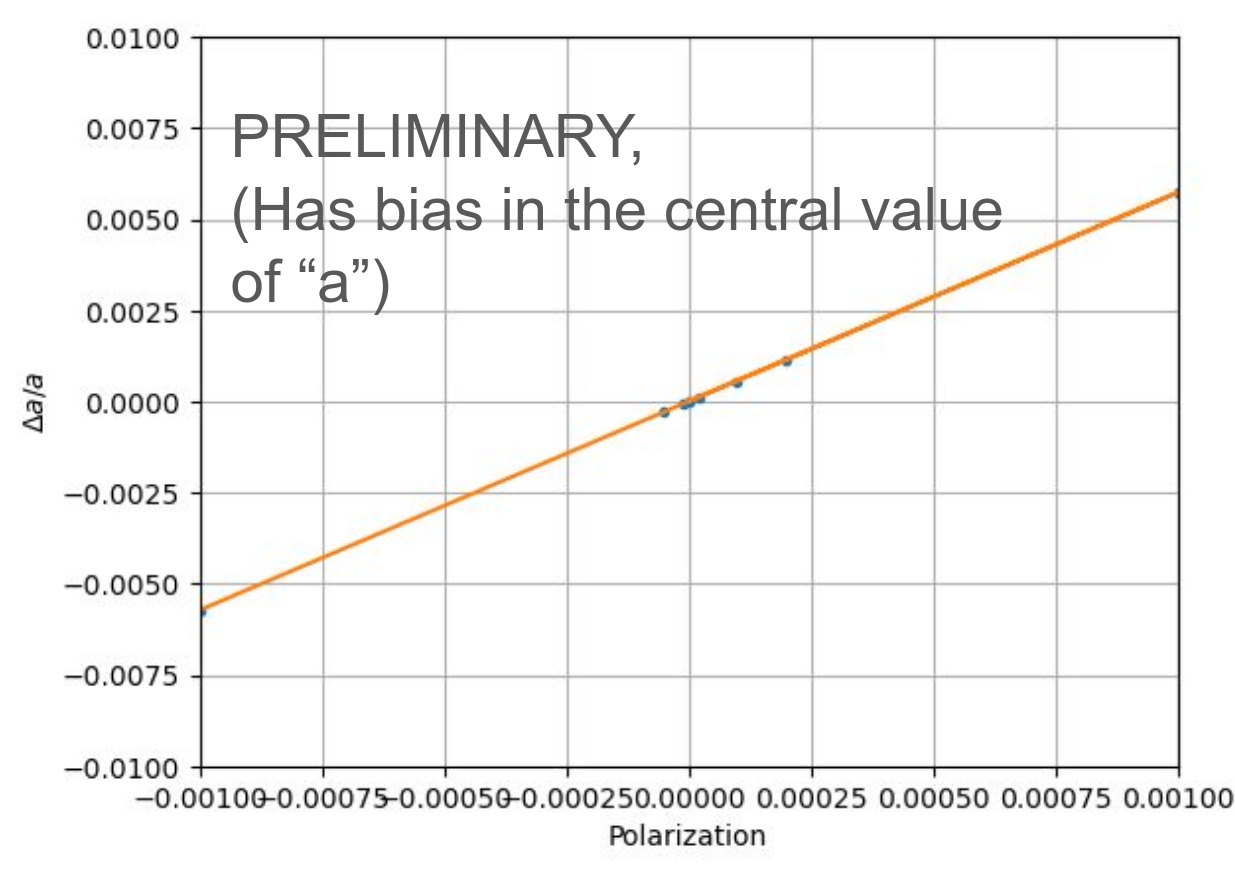 0.0100
0.0075
0.0050
0.0025
0.0000
−0.0025
−0.0050
−0.0075
−0.0100
Δa/a
PRELIMINARY,
(Has bias in the central value
of “a”)
−0.00100 −0.00075 −0.00050 −0.00025 0.00000 0.00025 0.00050 0.00075 0.00100
Polarization